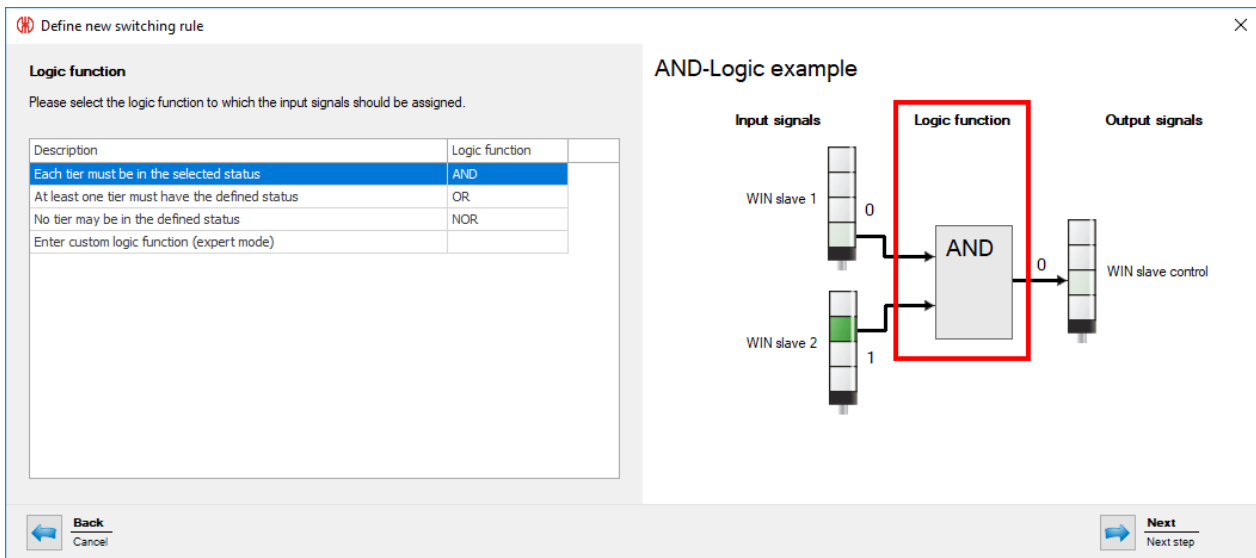 Define new switching rule
Logic function
Please select the logic function to which the input signals should be assigned.
Description Logic function
Each tier must be in the selected status AND
At least one tier must have the defined status OR
No tier may be in the defined status NOR
Enter custom logic function (expert mode)
AND-Logic example
Input signals Logic function Output signals
WIN slave 1
0
AND
0
WIN slave control
WIN slave 2
1
Back
Cancel
Next
Next step